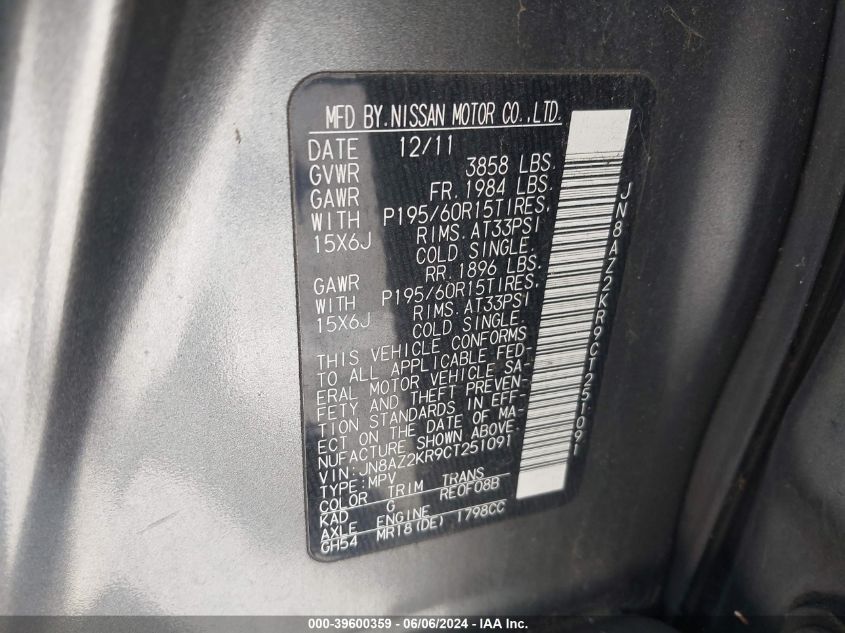 MFD BY.NISSAN MOTOR CO.,LTD.
DATE 12/11
GVWR 3858 LBS.
GAWR FR.1984 LBS.
WITH P195/60R15TIRES,
15X6J RIMS.AT33PSI
COLD SINGLE.
GAWR RR.1896 LBS.
WITH P195/60R15TIRES,
15X6J RIMS.AT33PSI
COLD SINGLE.
THIS VEHICLE CONFORMS
TO ALL APPLICABLE FED-
ERAL MOTOR VEHICLE SA-
FETY AND THEFT PREVEN-
TION STANDARDS IN EFF-
ECT ON THE DATE OF MA-
NUFACTURE SHOWN ABOVE.
VIN:JN8AZ2KR9CT251091
TYPE:MPV
COLOR TRIM TRANS
KAD G RE0F08B
AXLE ENGINE
GH54 MR18(DE) 1798CC
JN8AZ2KR9CT251091
000-39600359 - 06/06/2024 - IAA Inc.